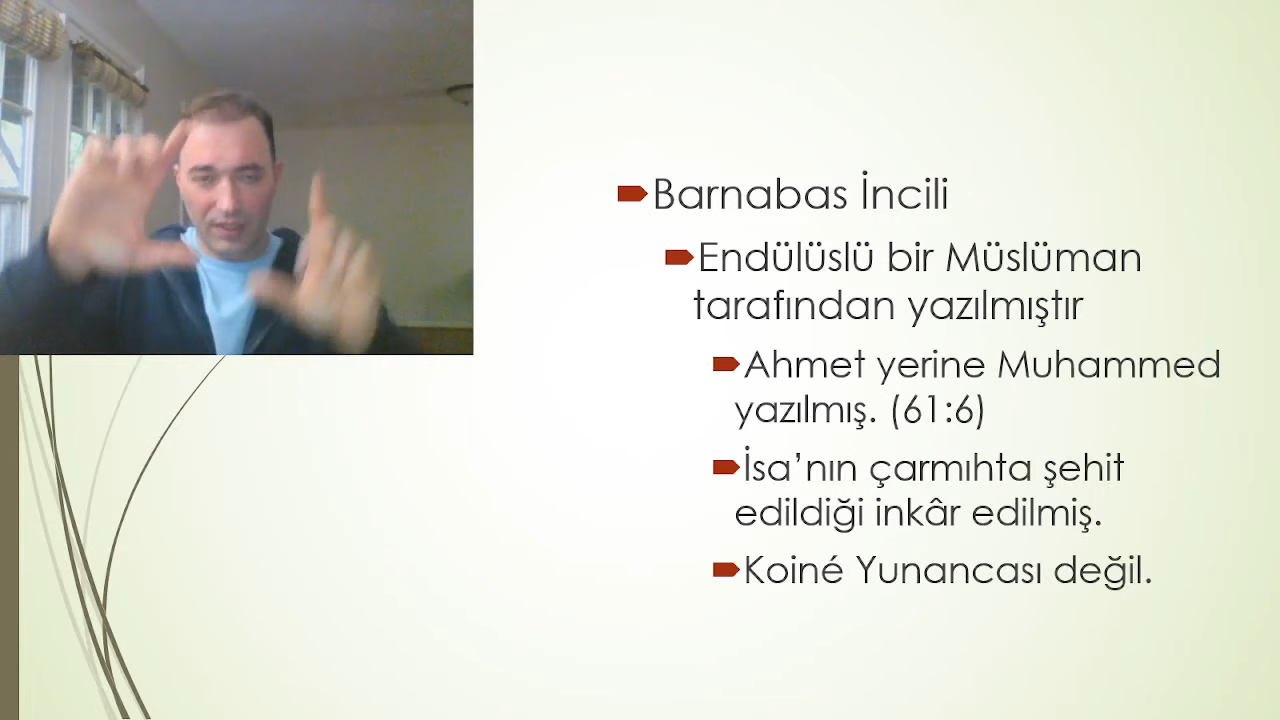 Barnabas İncili
Endülüslü bir Müslüman
tarafından yazılmıştır
Ahmet yerine Muhammed
yazılmış. (61:6)
İsa’nın çarmıhta şehit
edildiği inkâr edilmiş.
Koiné Yunancası değil.